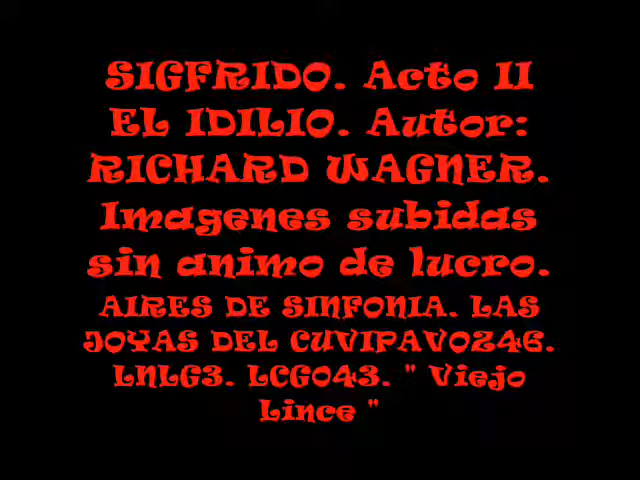 SIGFRIDO. Acto II
EL IDILIO. Autor:
RICHARD WAGNER.
Imagenes subidas
sin animo de lucro.
AIRES DE SINFONIA. LAS
JOYAS DEL CUVIPAVOZ46.
LNLG3. LCG043. " Viejo
Lince "